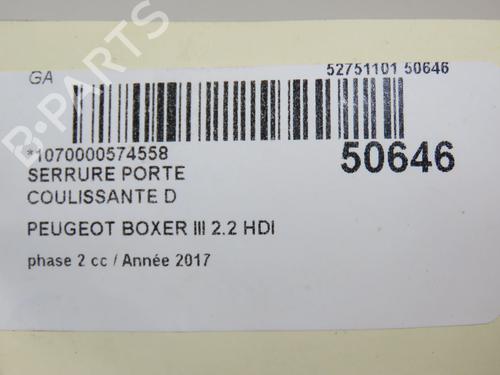 GA
52751101 50646
*1070000574558
50646
SERRURE PORTE
COULISSANTE D
PEUGEOT BOXER III 2.2 HDI
phase 2 cc / Année 2017
B-PARTS